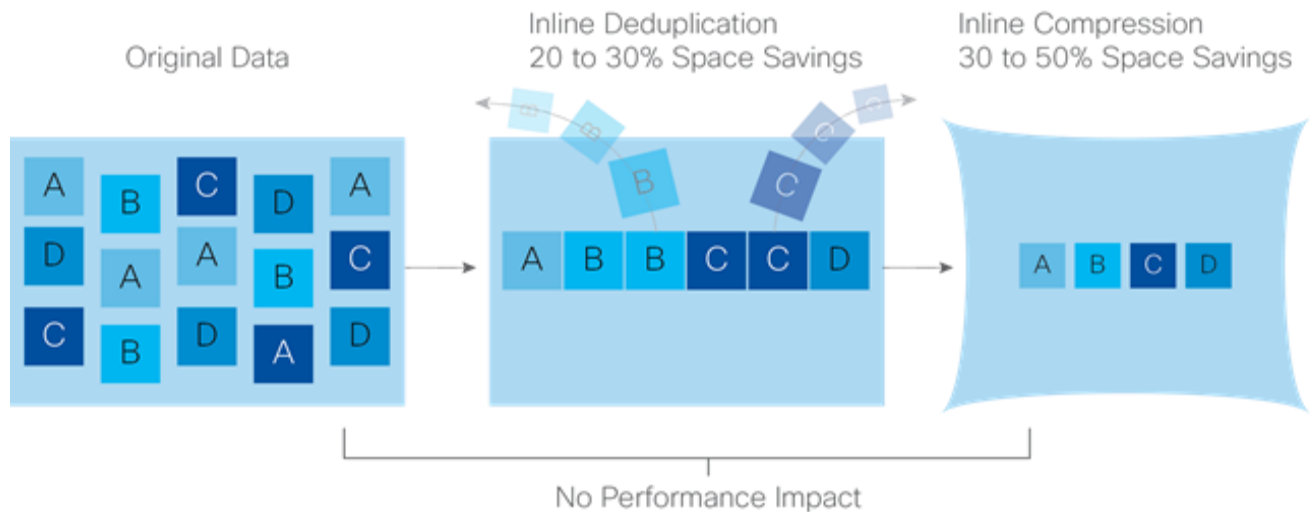 Original Data
Inline Deduplication
20 to 30% Space Savings
Inline Compression
30 to 50% Space Savings
A B C D A
D A A B C
C B D A D
B B B
C C C
A B B C C D
A B C D
No Performance Impact